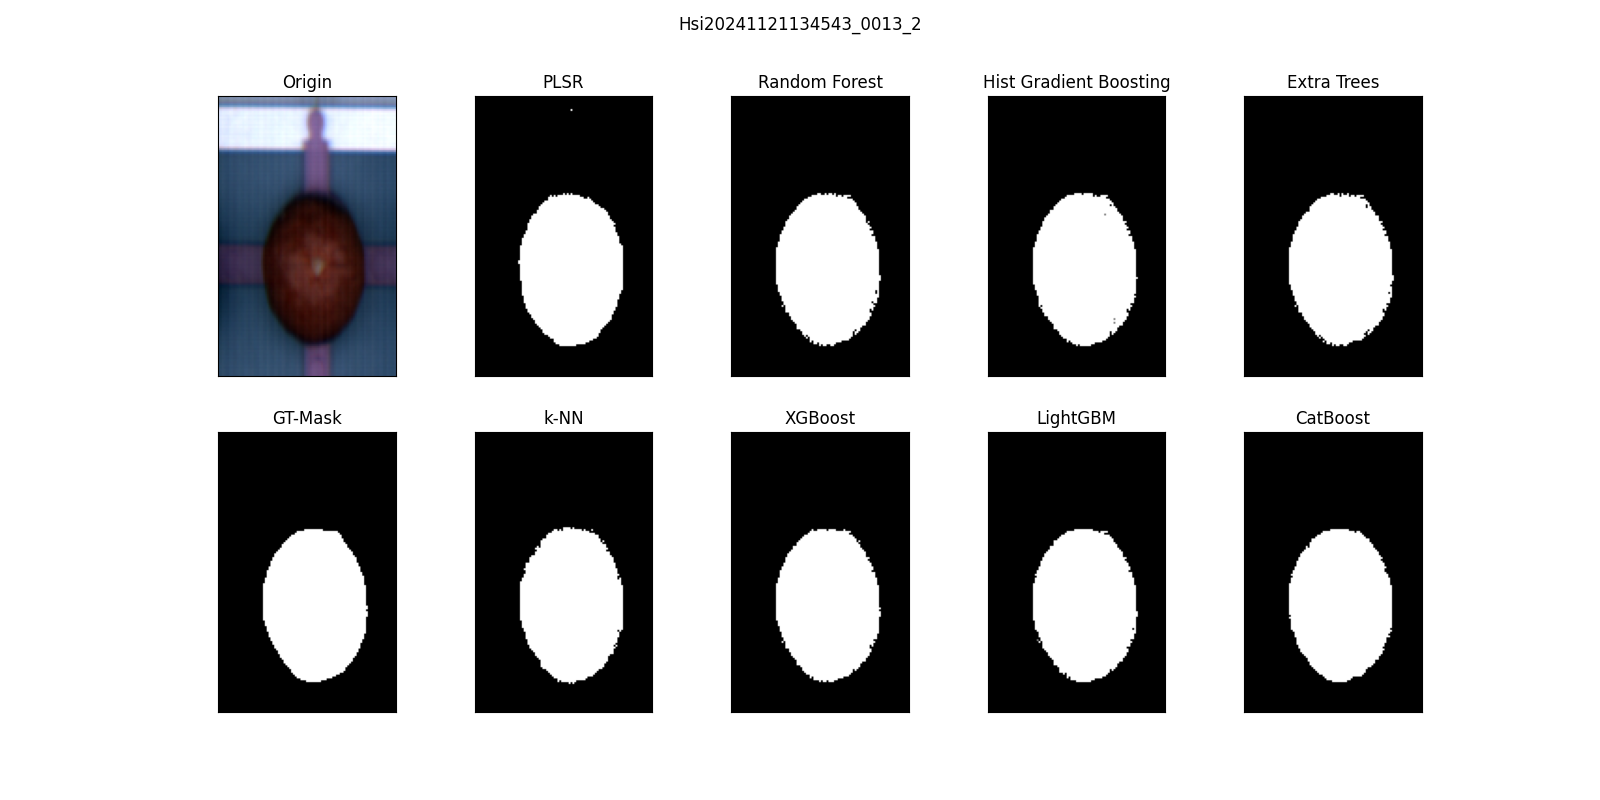 Hsi20241121134543_0013_2
Origin
PLSR
Random Forest
Hist Gradient Boosting
Extra Trees
GT-Mask
k-NN
XGBoost
LightGBM
CatBoost